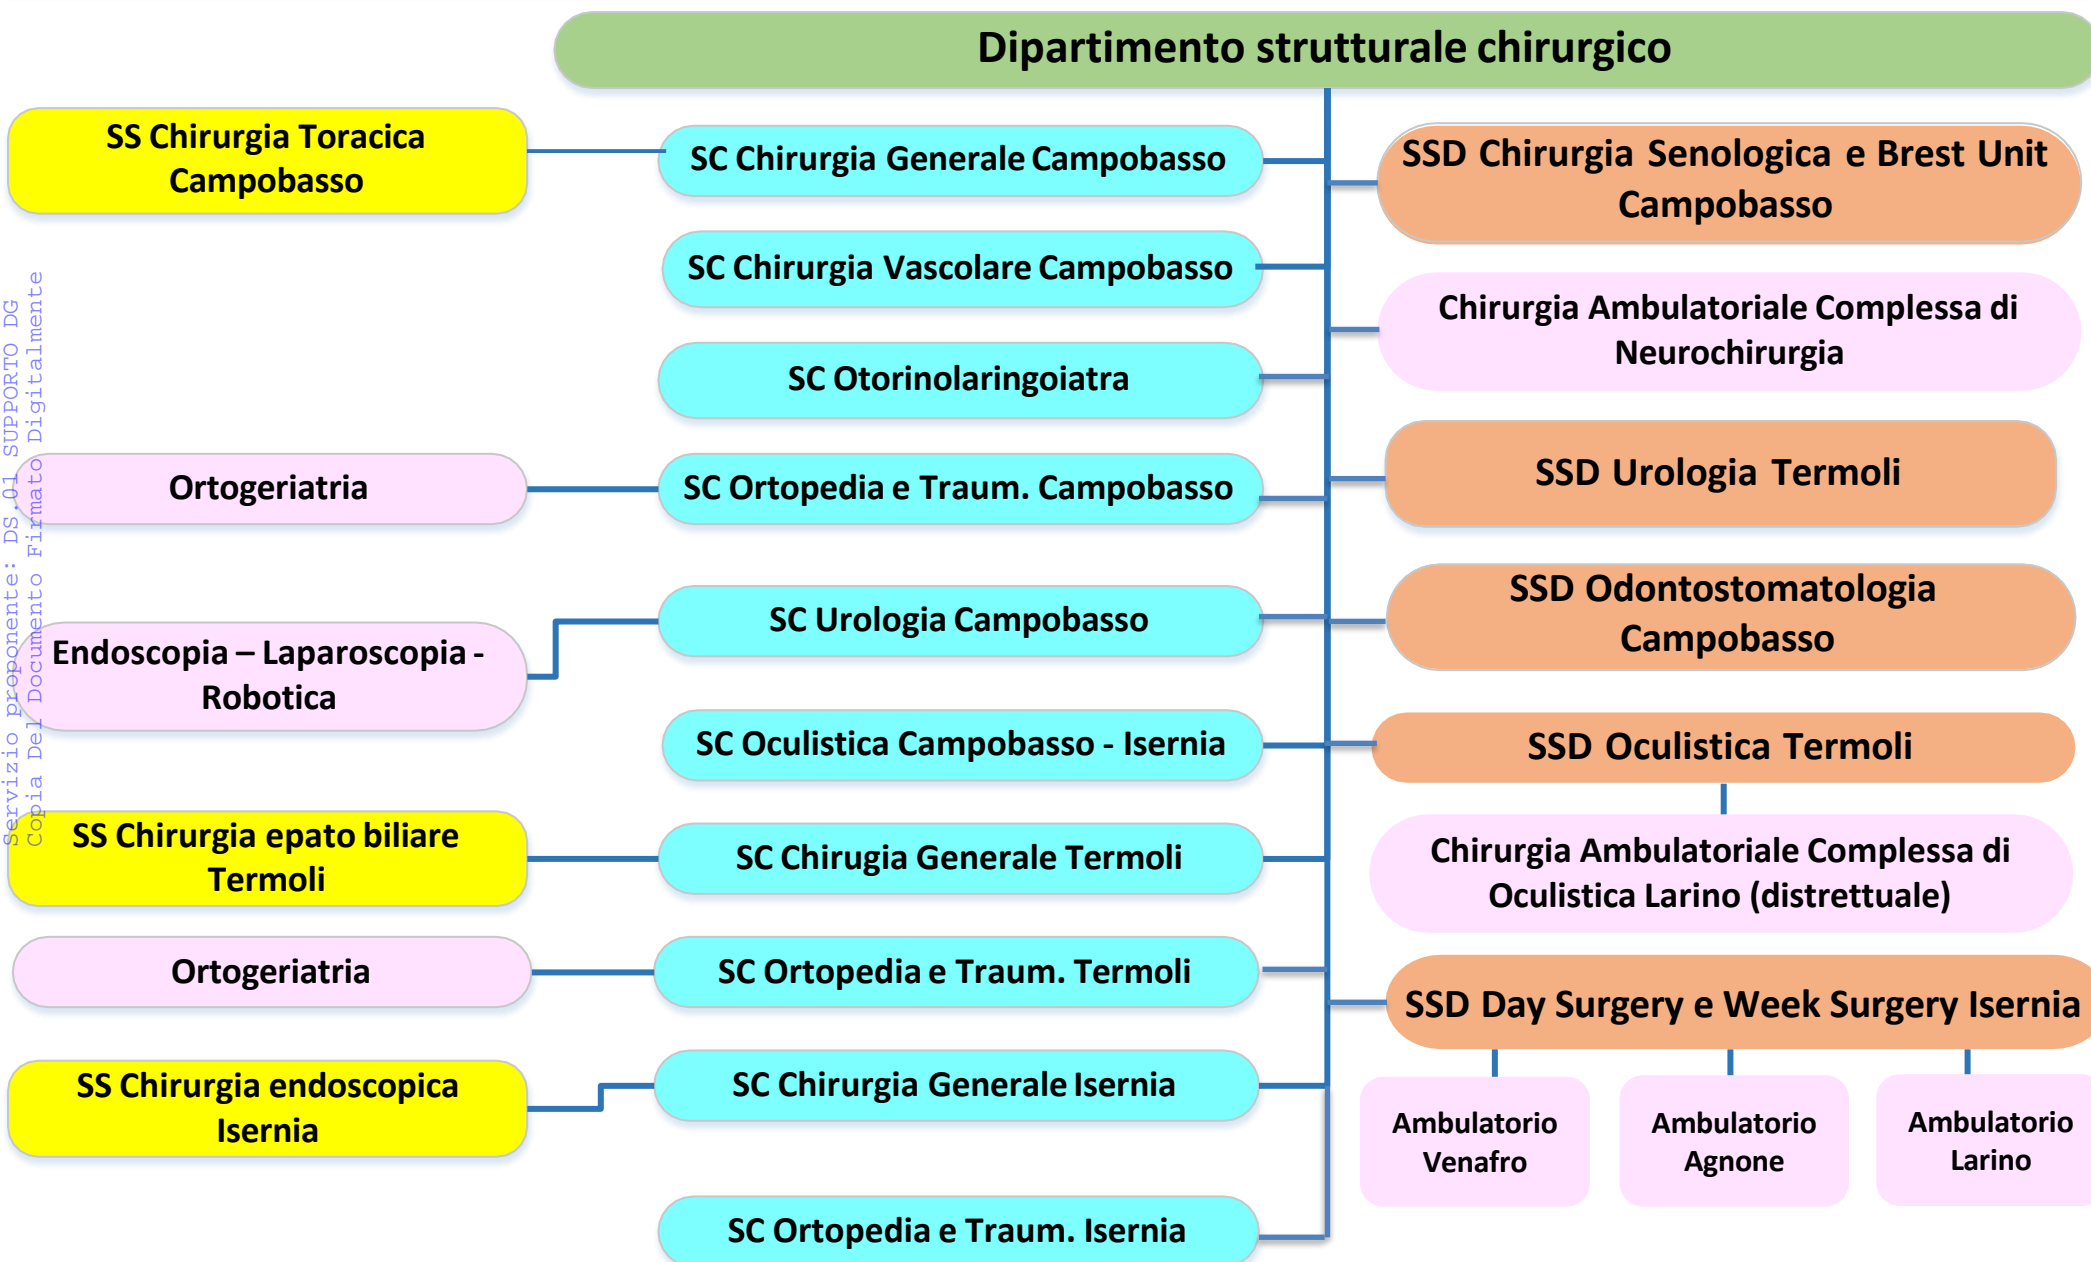 Dipartimento strutturale chirurgico
SS Chirurgia Toracica
Campobasso
SC Chirurgia Generale Campobasso
SSD Chirurgia Senologica e Brest Unit
Campobasso
SC Chirurgia Vascolare Campobasso
Chirurgia Ambulatoriale Complessa di
Neurochirurgia
SC Otorinolaringoiatra
Ortogeriatria
SC Ortopedia e Traum. Campobasso
SSD Urologia Termoli
Endoscopia – Laparoscopia -
Robotica
SC Urologia Campobasso
SSD Odontostomatologia
Campobasso
SC Oculistica Campobasso - Isernia
SSD Oculistica Termoli
SS Chirurgia epato biliare
Termoli
SC Chirugia Generale Termoli
Chirurgia Ambulatoriale Complessa di
Oculistica Larino (distrettuale)
Ortogeriatria
SC Ortopedia e Traum. Termoli
SSD Day Surgery e Week Surgery Isernia
SS Chirurgia endoscopica
Isernia
SC Chirurgia Generale Isernia
Ambulatorio
Venafro
Ambulatorio
Agnone
Ambulatorio
Larino
SC Ortopedia e Traum. Isernia
Servizio proponente: DS.01 SUPPORTO DG
Copia Del Documento Firmato Digitalmente